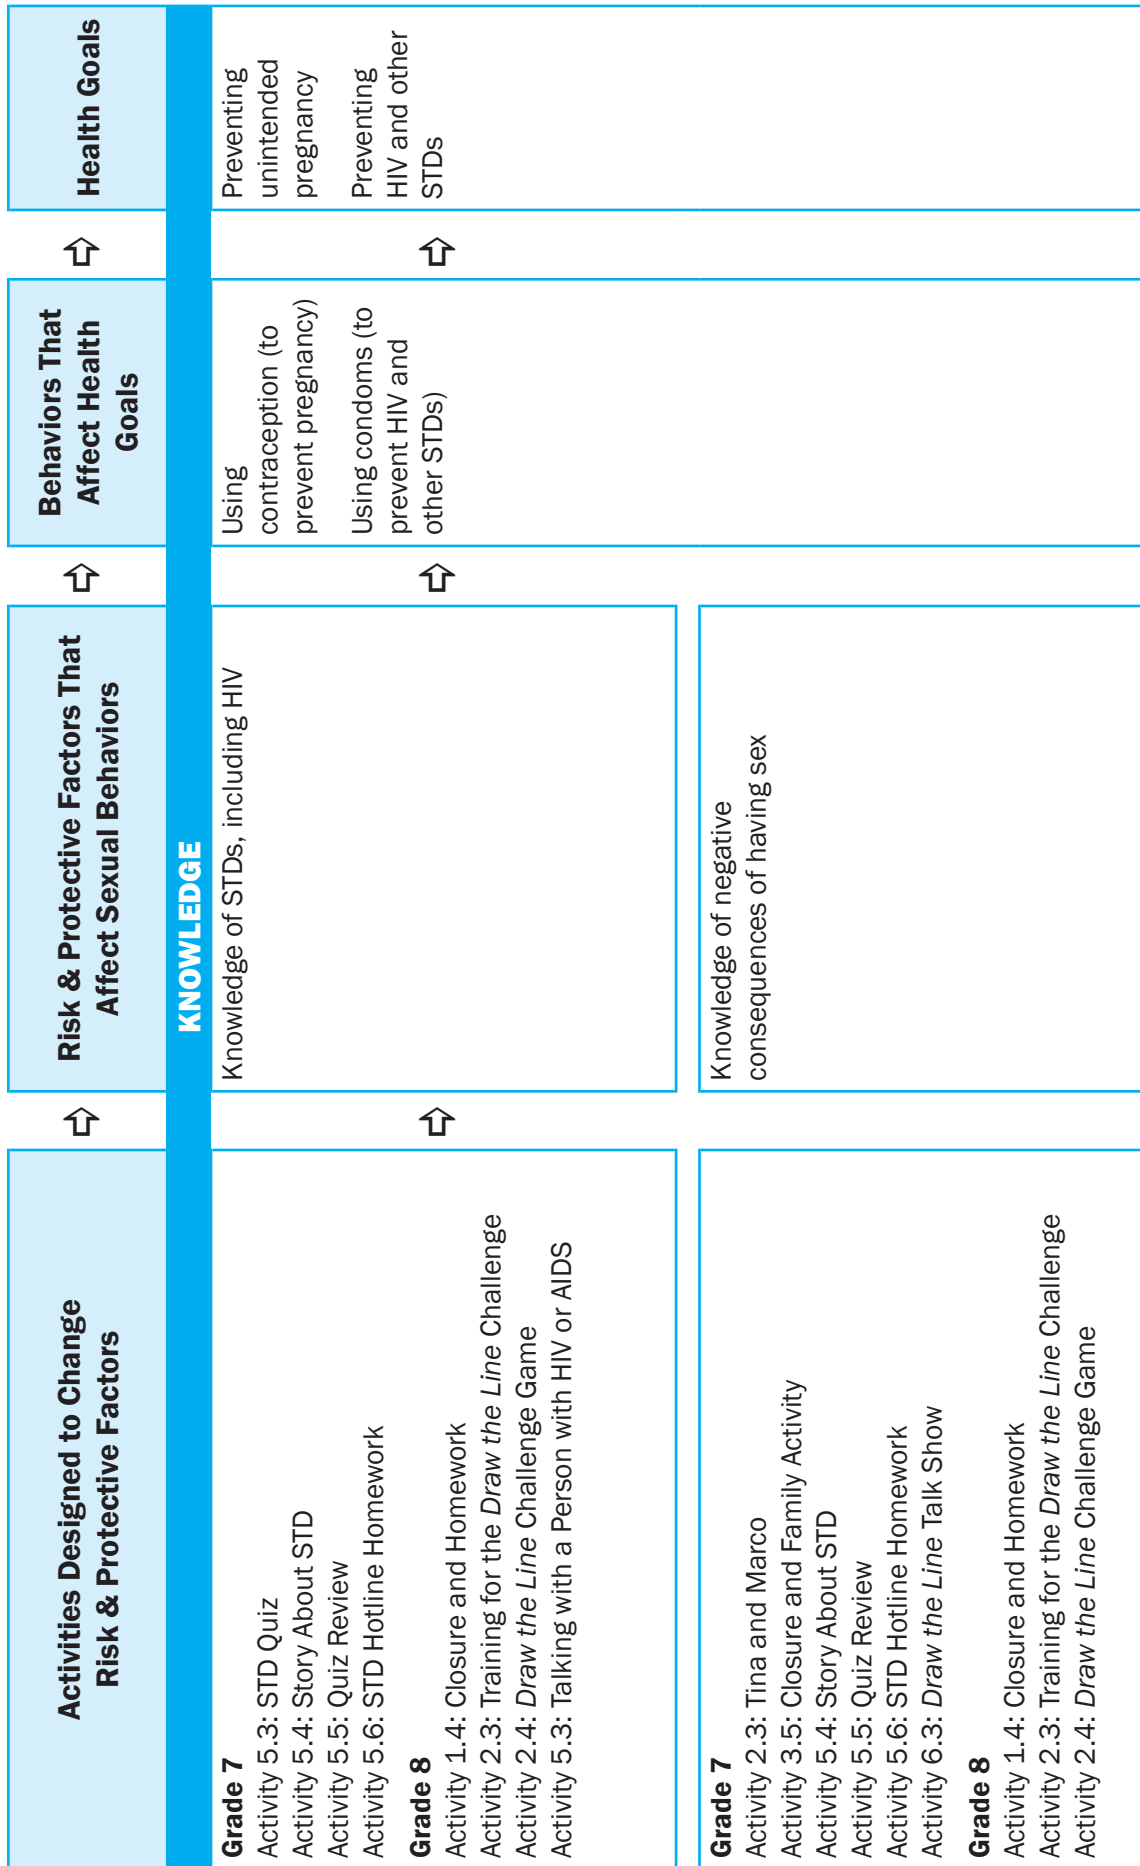 Activities Designed to Change
Risk & Protective Factors
Risk & Protective Factors That
Affect Sexual Behaviors
Behaviors That
Affect Health
Goals
Health Goals
KNOWLEDGE
Grade 7
Activity 5.3: STD Quiz
Activity 5.4: Story About STD
Activity 5.5: Quiz Review
Activity 5.6: STD Hotline Homework
Grade 8
Activity 1.4: Closure and Homework
Activity 2.3: Training for the Draw the Line Challenge
Activity 2.4: Draw the Line Challenge Game
Activity 5.3: Talking with a Person with HIV or AIDS
Knowledge of STDs, including HIV
Using
contraception (to
prevent pregnancy)
Using condoms (to
prevent HIV and
other STDs)
Preventing
unintended
pregnancy
Preventing
HIV and other
STDs
Grade 7
Activity 2.3: Tina and Marco
Activity 3.5: Closure and Family Activity
Activity 5.4: Story About STD
Activity 5.5: Quiz Review
Activity 5.6: STD Hotline Homework
Activity 6.3: Draw the Line Talk Show
Grade 8
Activity 1.4: Closure and Homework
Activity 2.3: Training for the Draw the Line Challenge
Activity 2.4: Draw the Line Challenge Game
Knowledge of negative
consequences of having sex